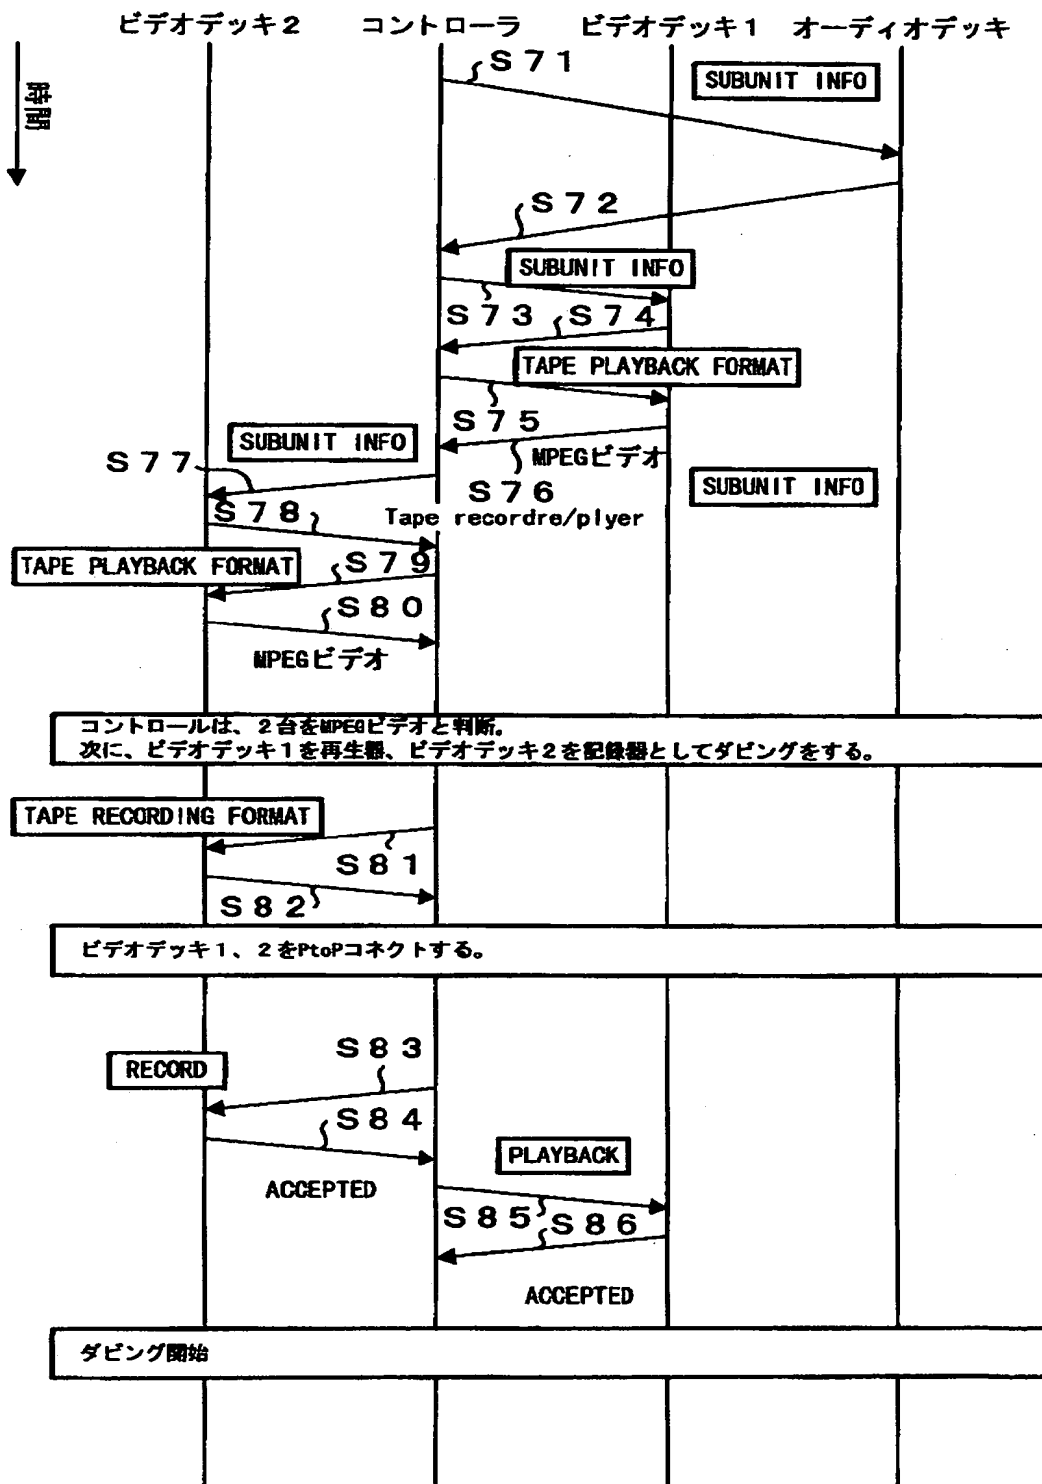 ビデオデッキ2 コントローラ ビデオデッキ1 オーディオデッキ
時間
S71
SUBUNIT INFO
S72
SUBUNIT INFO
S73 S74
TAPE PLAYBACK FORMAT
S75
SUBUNIT INFO
MPEGビデオ
S77
S76
SUBUNIT INFO
S78
Tape recordre/plyer
S79
TAPE PLAYBACK FORMAT
S80
MPEGビデオ
コントロールは、2台をMPEGビデオと判断。
次に、ビデオデッキ1を再生器、ビデオデッキ2を記録器としてダビングをする。
TAPE RECORDING FORMAT
S81
S82
ビデオデッキ1、2をPtoPコネクトする。
S83
RECORD
S84
PLAYBACK
ACCEPTED
S85 S86
ACCEPTED
ダビング開始